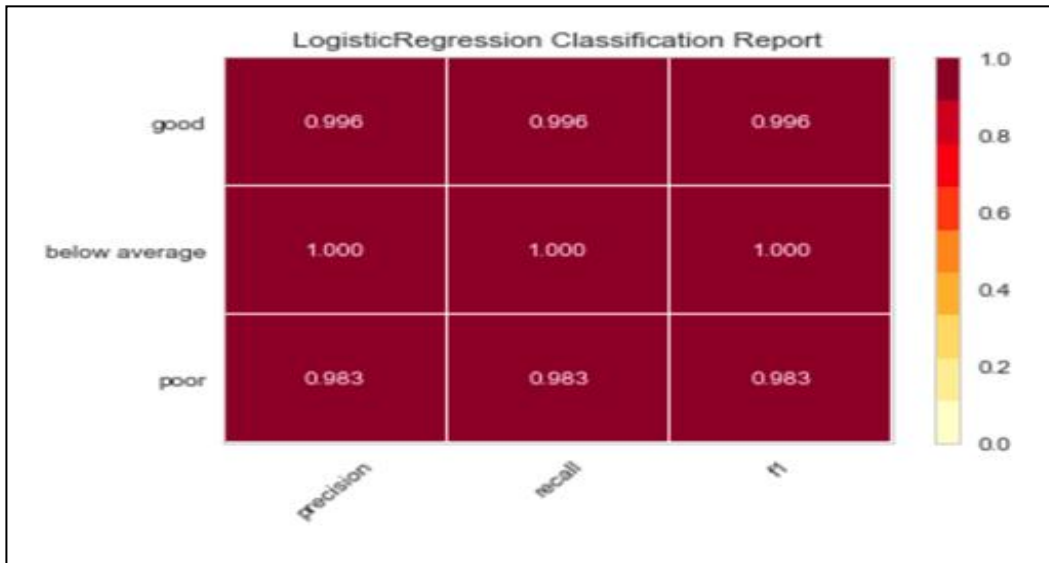 LogisticRegression Classification Report
good 0.996 0.996 0.996
below average 1.000 1.000 1.000
poor 0.983 0.983 0.983
precision recall f1
1.0
0.8
0.6
0.4
0.2
0.0